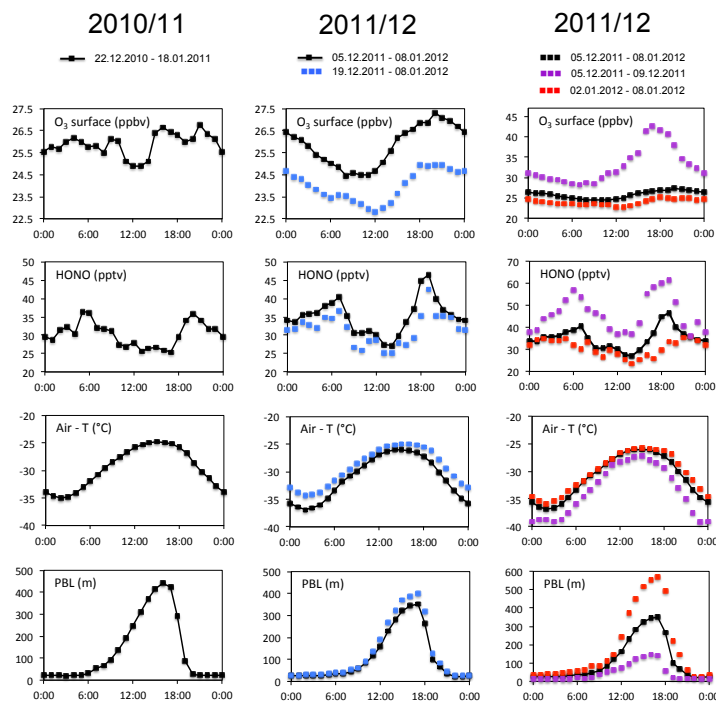 2010/11
2011/12
2011/12
22.12.2010 - 18.01.2011
05.12.2011 - 08.01.2012
19.12.2011 - 08.01.2012
05.12.2011 - 08.01.2012
05.12.2011 - 09.12.2011
02.01.2012 - 08.01.2012
O3 surface (ppbv)
27.5
26.5
25.5
24.5
23.5
22.5
0:00 6:00 12:00 18:00 0:00
O3 surface (ppbv)
27.5
26.5
25.5
24.5
23.5
22.5
0:00 6:00 12:00 18:00 0:00
O3 surface (ppbv)
45
40
35
30
25
20
0:00 6:00 12:00 18:00 0:00
HONO (pptv)
50
45
40
35
30
25
20
0:00 6:00 12:00 18:00 0:00
HONO (pptv)
50
45
40
35
30
25
20
0:00 6:00 12:00 18:00 0:00
HONO (pptv)
70
60
50
40
30
20
0:00 6:00 12:00 18:00 0:00
Air - T (°C)
-20
-25
-30
-35
-40
0:00 6:00 12:00 18:00 0:00
Air - T (°C)
-20
-25
-30
-35
-40
0:00 6:00 12:00 18:00 0:00
Air - T (°C)
-20
-25
-30
-35
-40
0:00 6:00 12:00 18:00 0:00
PBL (m)
500
400
300
200
100
0
0:00 6:00 12:00 18:00 0:00
PBL (m)
500
400
300
200
100
0
0:00 6:00 12:00 18:00 0:00
PBL (m)
600
500
400
300
200
100
0
0:00 6:00 12:00 18:00 0:00